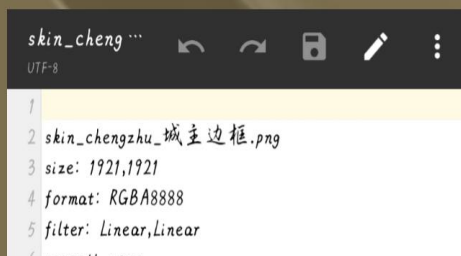 skin_cheng…
UTF-8
1
2 skin_chengzhu_城主边框.png
3 size: 1921,1921
4 format: RGBA8888
5 filter: Linear,Linear